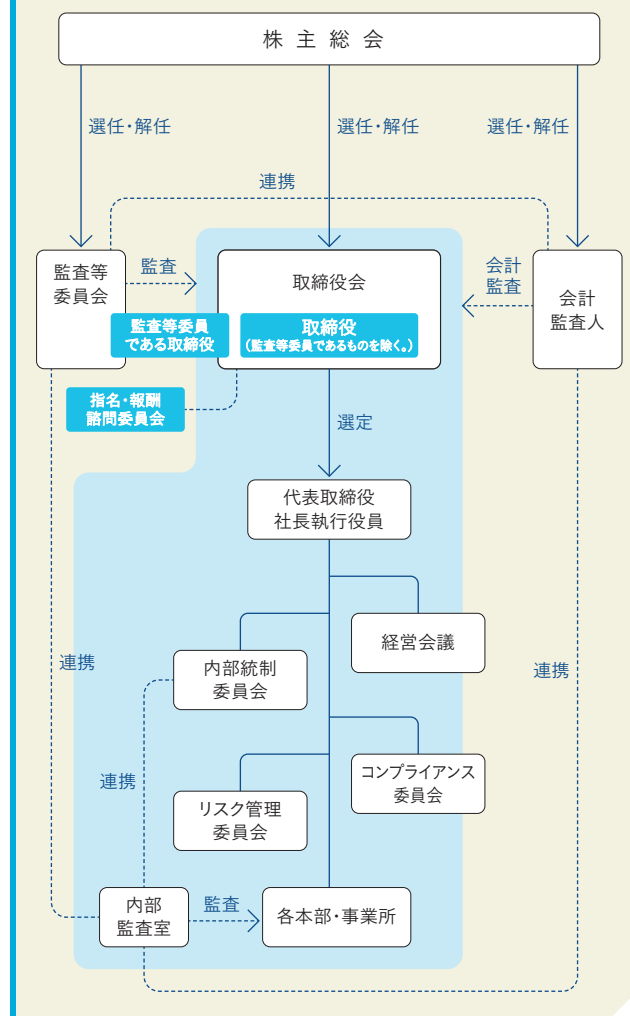 株主総会
選任・解任
選任・解任
選任・解任
連携
監査等
委員会
監査
取締役会
会計
監査
会計
監査人
監査等委員
である取締役
取締役
（監査等委員であるものを除く。）
指名・報酬
諮問委員会
選定
代表取締役
社長執行役員
経営会議
内部統制
委員会
連携
連携
連携
コンプライアンス
委員会
リスク管理
委員会
内部
監査室
監査
各本部・事業所